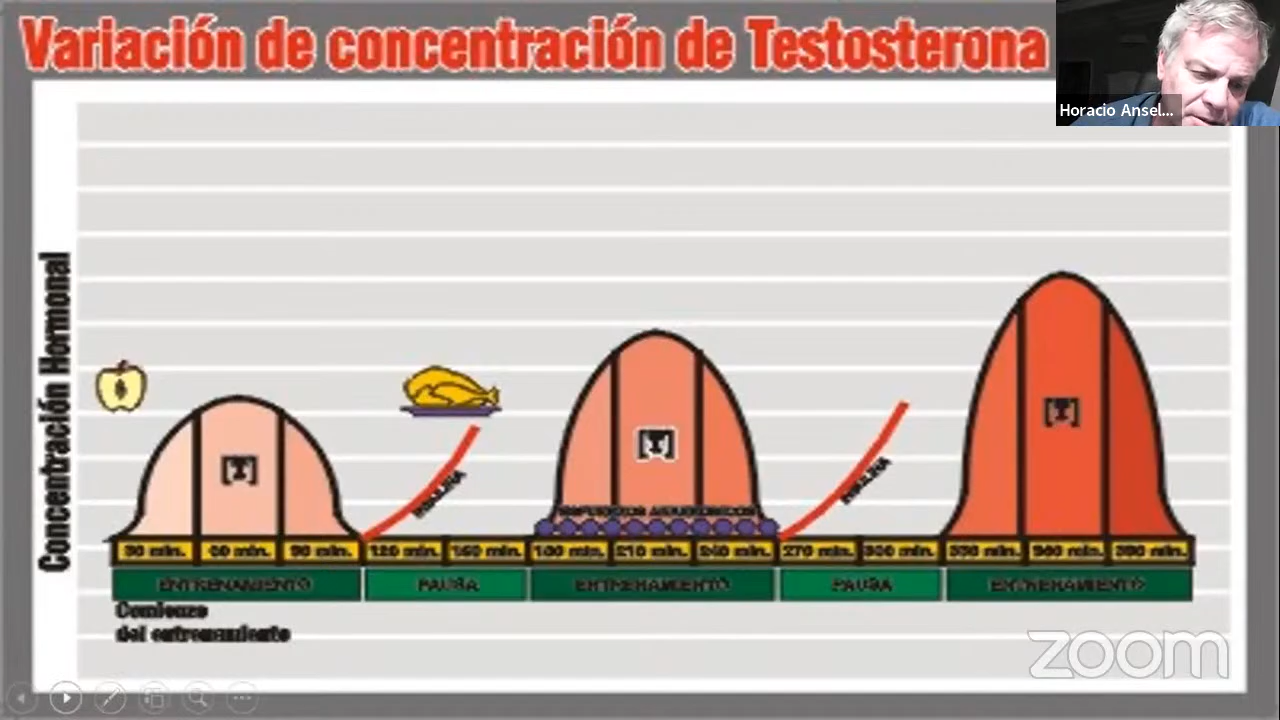 Variación de concentración de Testosterona
Horacio Ansel...
Concentración Hormonal
[T]
[T]
[T]
INSULINA
INSULINA
30 min. 60 min. 90 min. 120 min. 150 min. 180 min. 210 min. 240 min. 270 min. 300 min. 330 min. 360 min. 390 min.
ENTRENAMIENTO PAUSA ENTRENAMIENTO PAUSA ENTRENAMIENTO
Comienzo
del entrenamiento
zoom